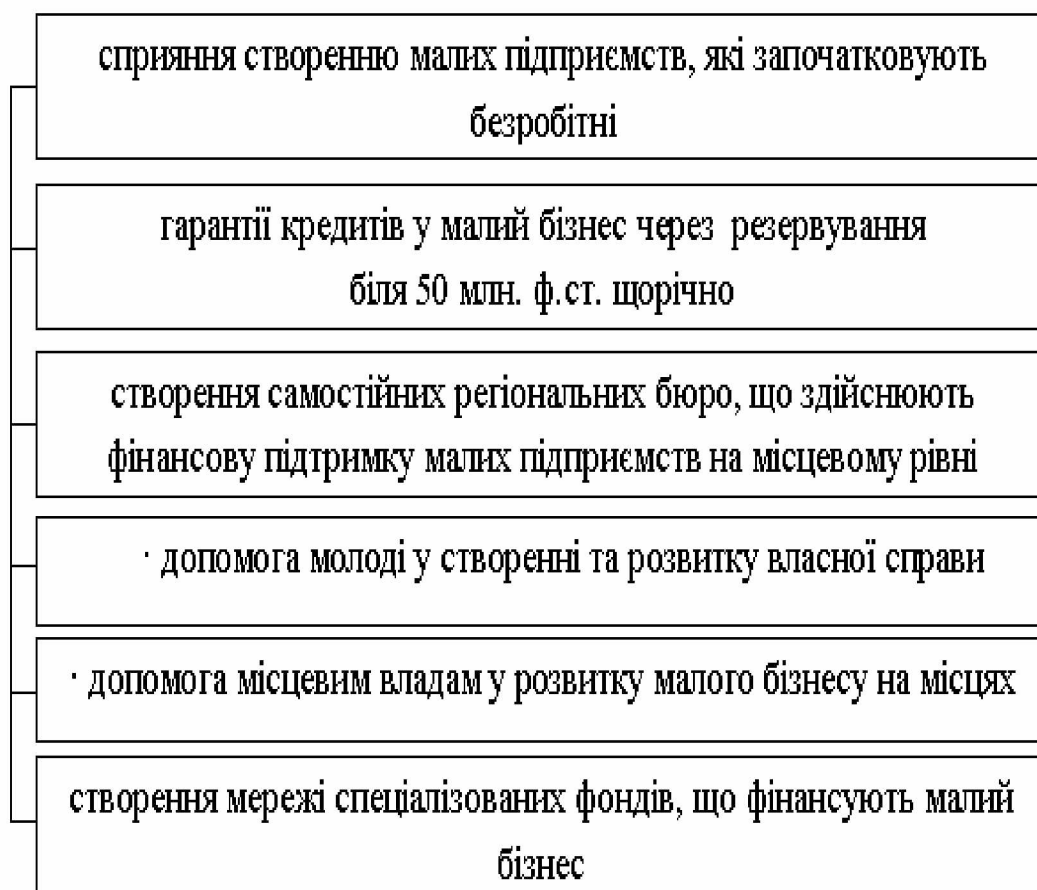 сприяння створенню малих підприємств, які започатковують
безробітні
гарантії кредитів у малий бізнес через резервування
біля 50 млн. ф.ст. щорічно
створення самостійних регіональних бюро, що здійснюють
фінансову підтримку малих підприємств на місцевому рівні
· допомога молоді у створенні та розвитку власної справи
· допомога місцевим владам у розвитку малого бізнесу на місцях
створення мережі спеціалізованих фондів, що фінансують малий
бізнес